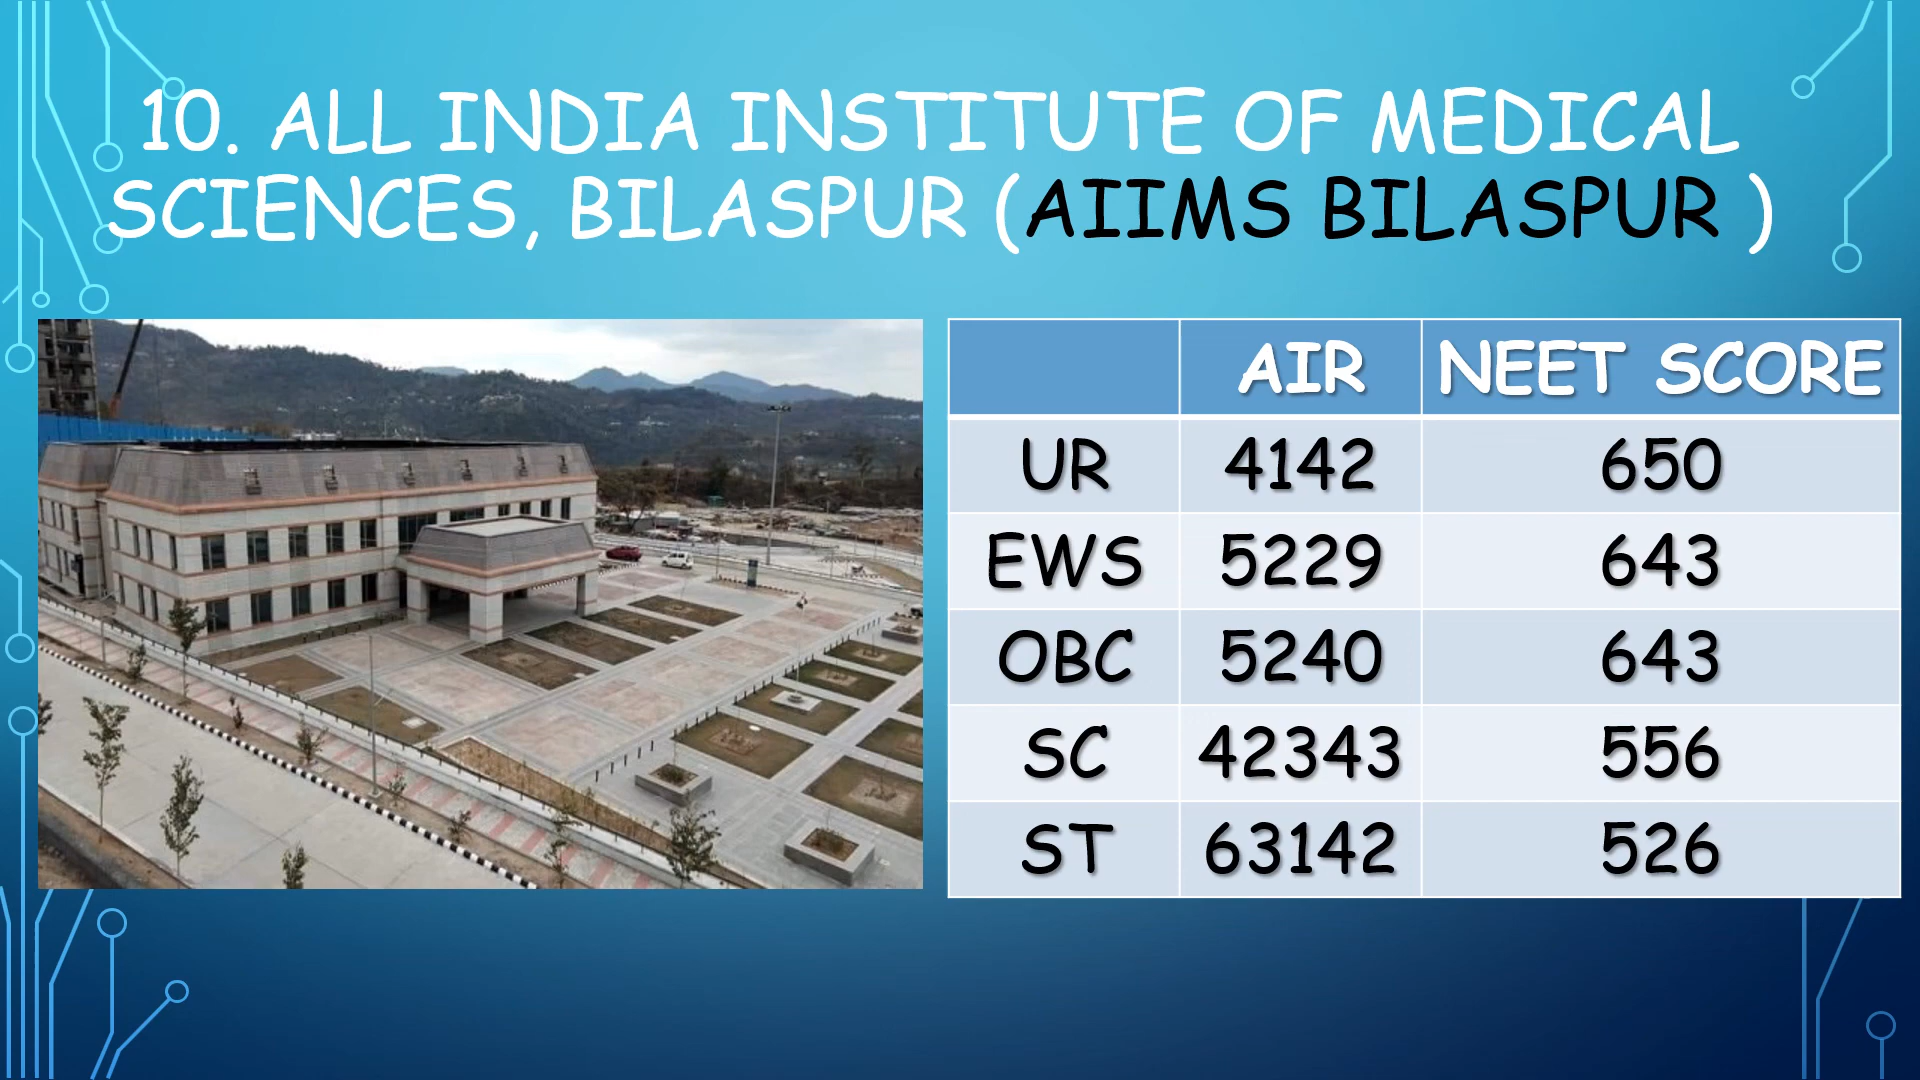 10. ALL INDIA INSTITUTE OF MEDICAL
SCIENCES, BILASPUR (AIIMS BILASPUR )
AIR NEET SCORE
UR 4142 650
EWS 5229 643
OBC 5240 643
SC 42343 556
ST 63142 526